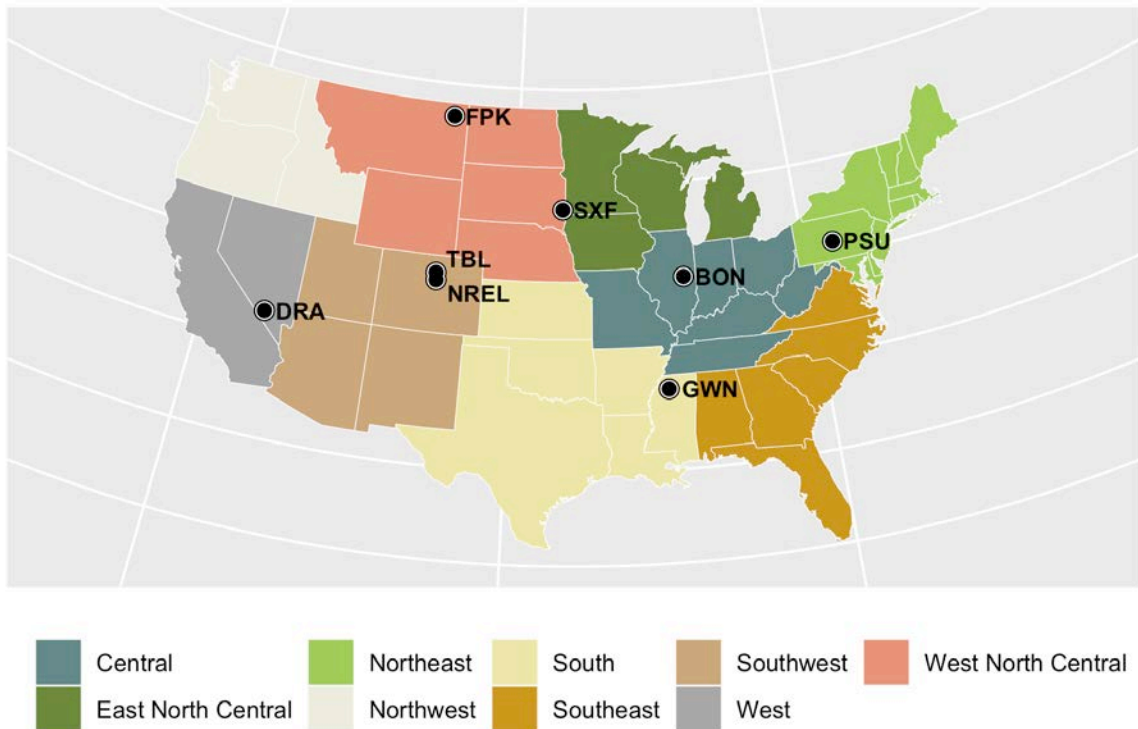 FPK
SXF
PSU
TBL
BON
NREL
DRA
GWN
Central
Northeast
South
Southwest
West North Central
East North Central
Northwest
Southeast
West